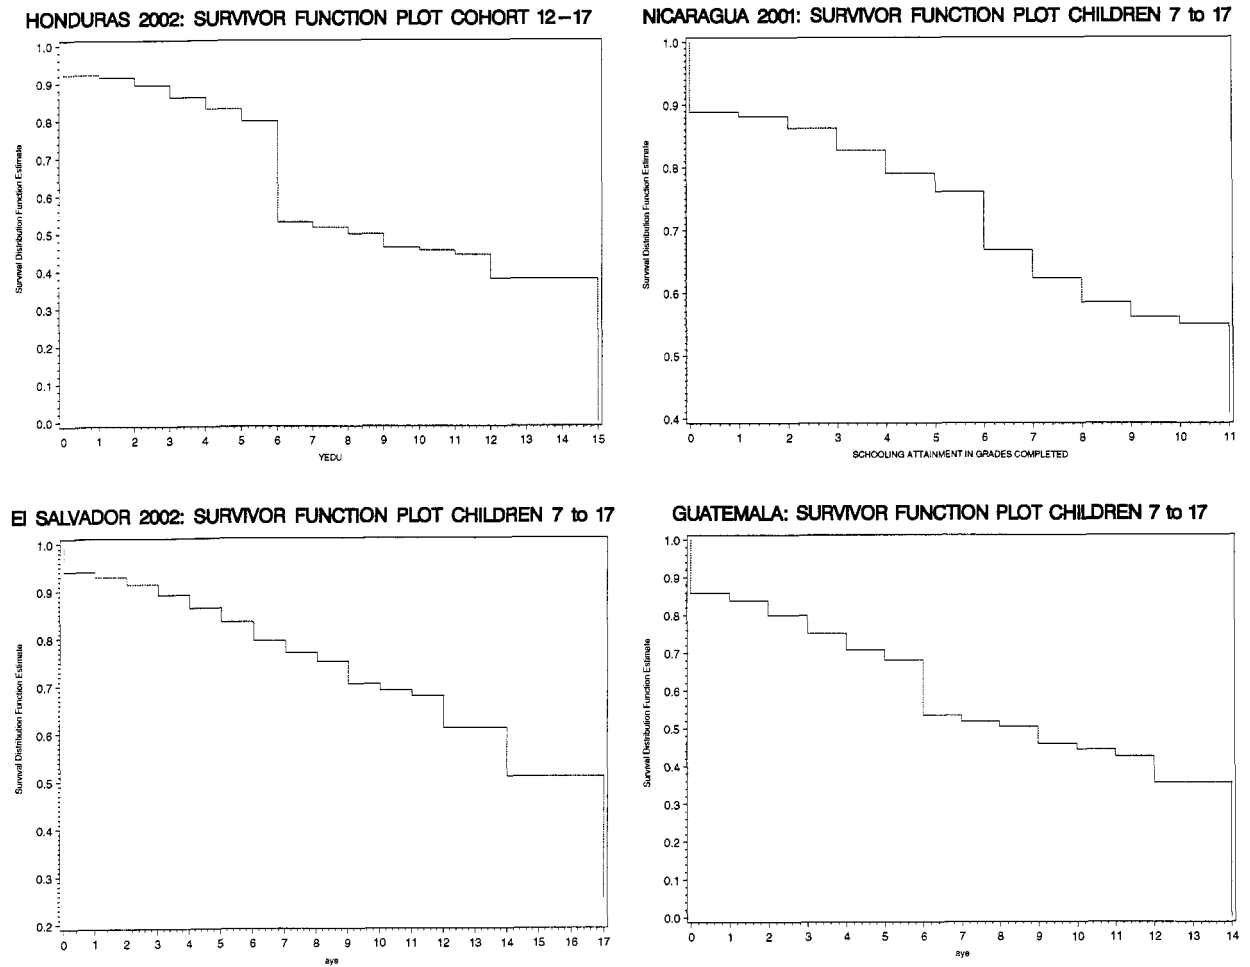 HONDURAS 2002: SURVIVOR FUNCTION PLOT COHORT 12-17
Survival Distribution Function Estimate
1.0
0.9
0.8
0.7
0.6
0.5
0.4
0.3
0.2
0.1
0.0
0 1 2 3 4 5 6 7 8 9 10 11 12 13 14 15
YEDU
NICARAGUA 2001: SURVIVOR FUNCTION PLOT CHILDREN 7 to 17
Survival Distribution Function Estimate
1.0
0.9
0.8
0.7
0.6
0.5
0.4
0 1 2 3 4 5 6 7 8 9 10 11
SCHOOLING ATTAINMENT IN GRADES COMPLETED
El SALVADOR 2002: SURVIVOR FUNCTION PLOT CHILDREN 7 to 17
Survival Distribution Function Estimate
1.0
0.9
0.8
0.7
0.6
0.5
0.4
0.3
0.2
0 1 2 3 4 5 6 7 8 9 10 11 12 13 14 15 16 17
aye
GUATEMALA: SURVIVOR FUNCTION PLOT CHILDREN 7 to 17
Survival Distribution Function Estimate
1.0
0.9
0.8
0.7
0.6
0.5
0.4
0.3
0.2
0.1
0.0
0 1 2 3 4 5 6 7 8 9 10 11 12 13 14
aye